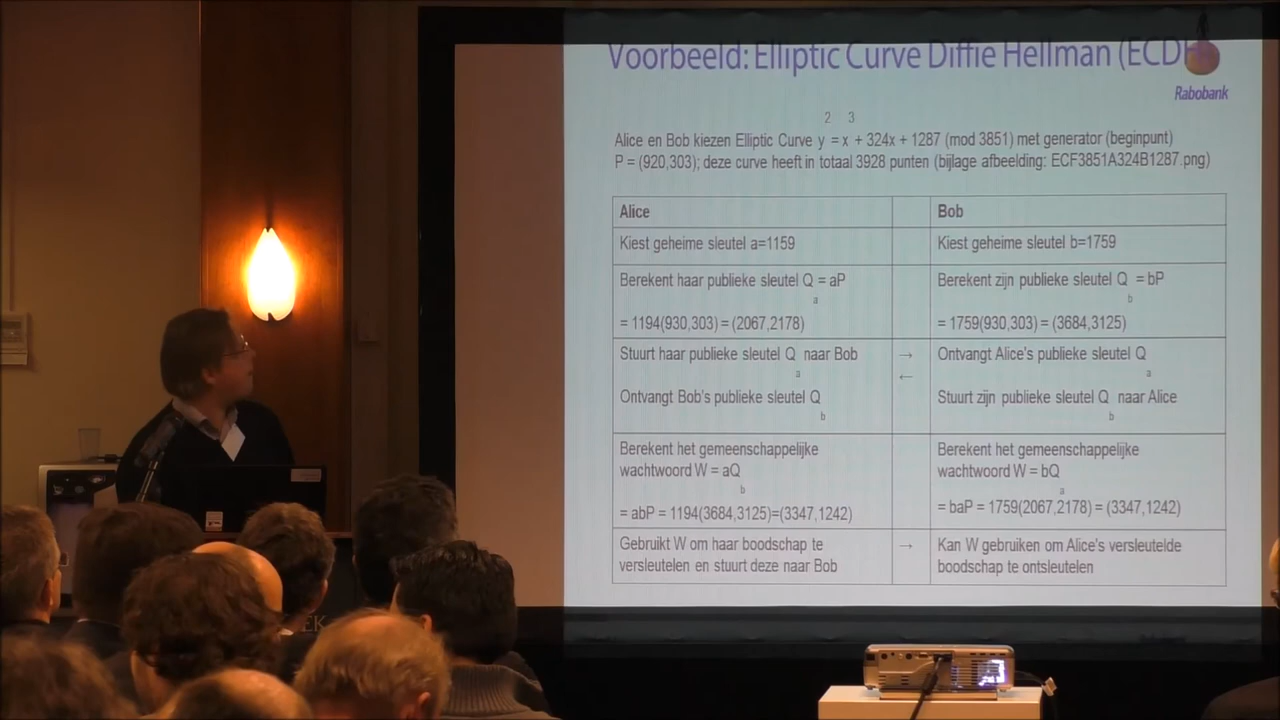 Voorbeeld: Elliptic Curve Diffie Hellman (ECDH
Rabobank
2 3
Alice en Bob kiezen Elliptic Curve y = x + 324x + 1287 (mod 3851) met generator (beginpunt)
P = (920,303); deze curve heeft in totaal 3928 punten (bijlage afbeelding: ECF3851A324B1287.png)
Alice
Bob
Kiest geheime sleutel a=1159
Kiest geheime sleutel b=1759
Berekent haar publieke sleutel Q = aP
a
= 1194(930,303) = (2067,2178)
Berekent zijn publieke sleutel Q = bP
b
= 1759(930,303) = (3684,3125)
Stuurt haar publieke sleutel Q naar Bob
a
Ontvangt Bob's publieke sleutel Q
b
→
←
Ontvangt Alice's publieke sleutel Q
a
Stuurt zijn publieke sleutel Q naar Alice
b
Berekent het gemeenschappelijke
wachtwoord W = aQ
b
= abP = 1194(3684,3125)=(3347,1242)
Berekent het gemeenschappelijke
wachtwoord W = bQ
a
= baP = 1759(2067,2178) = (3347,1242)
Gebruikt W om haar boodschap te
versleutelen en stuurt deze naar Bob
→
Kan W gebruiken om Alice's versleutelde
boodschap te ontsleutelen